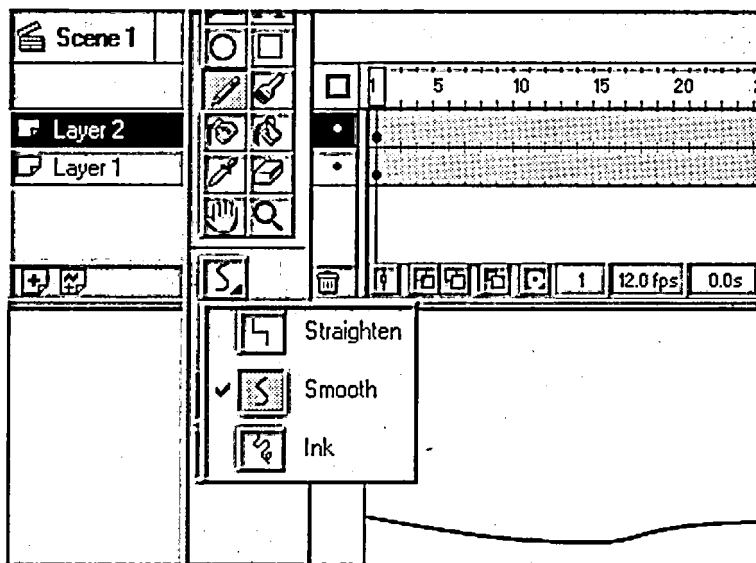 Scene 1
1 5 10 15 20
Layer 2
Layer 1
1 12.0 fps 0.0s
Straighten
Smooth
Ink